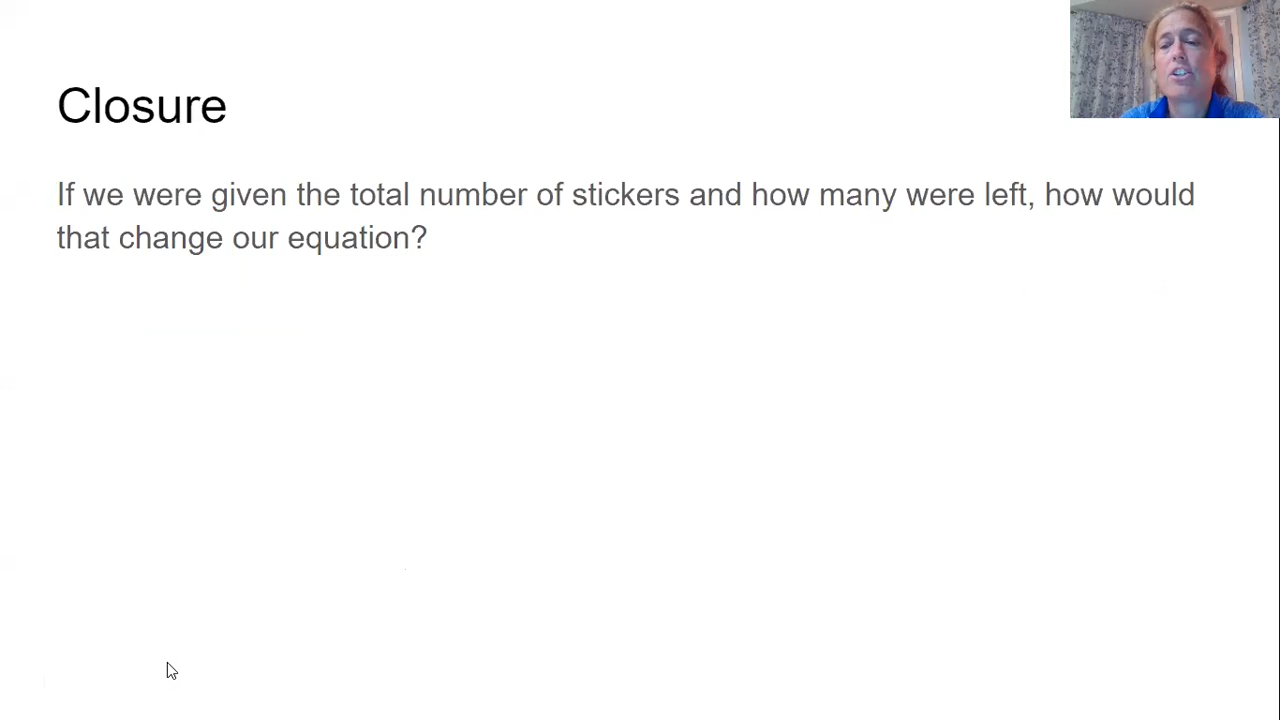 Closure
If we were given the total number of stickers and how many were left, how would
that change our equation?